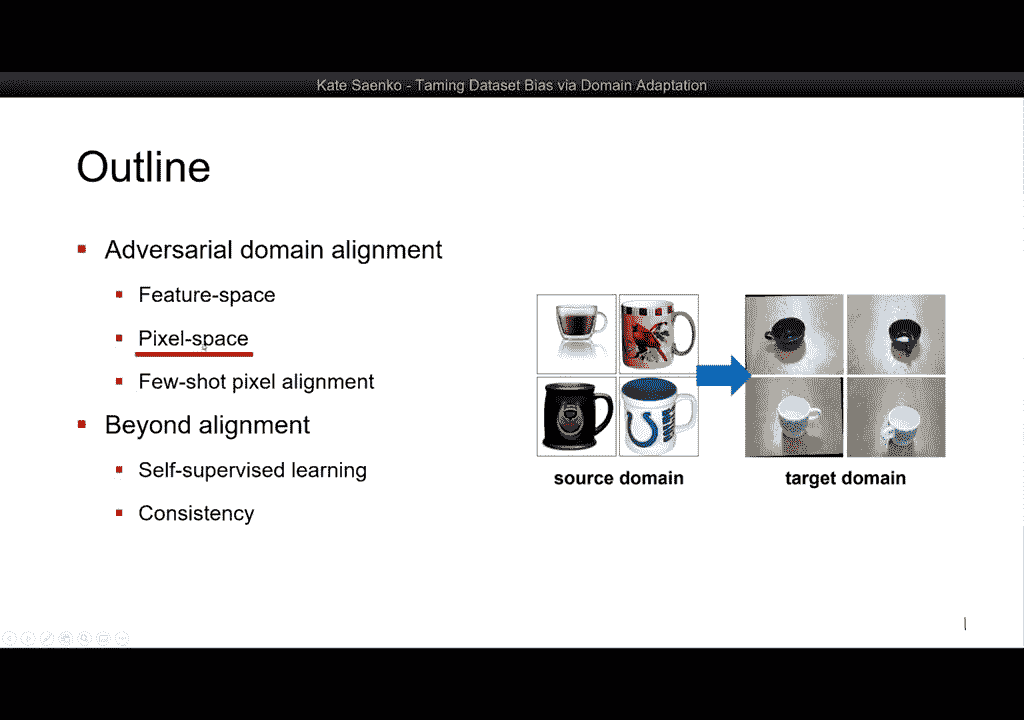 Kate Saenko - Taming Dataset Bias via Domain Adaptation
Outline
Adversarial domain alignment
Feature-space
Pixel-space
Few-shot pixel alignment
Beyond alignment
Self-supervised learning
Consistency
source domain
target domain